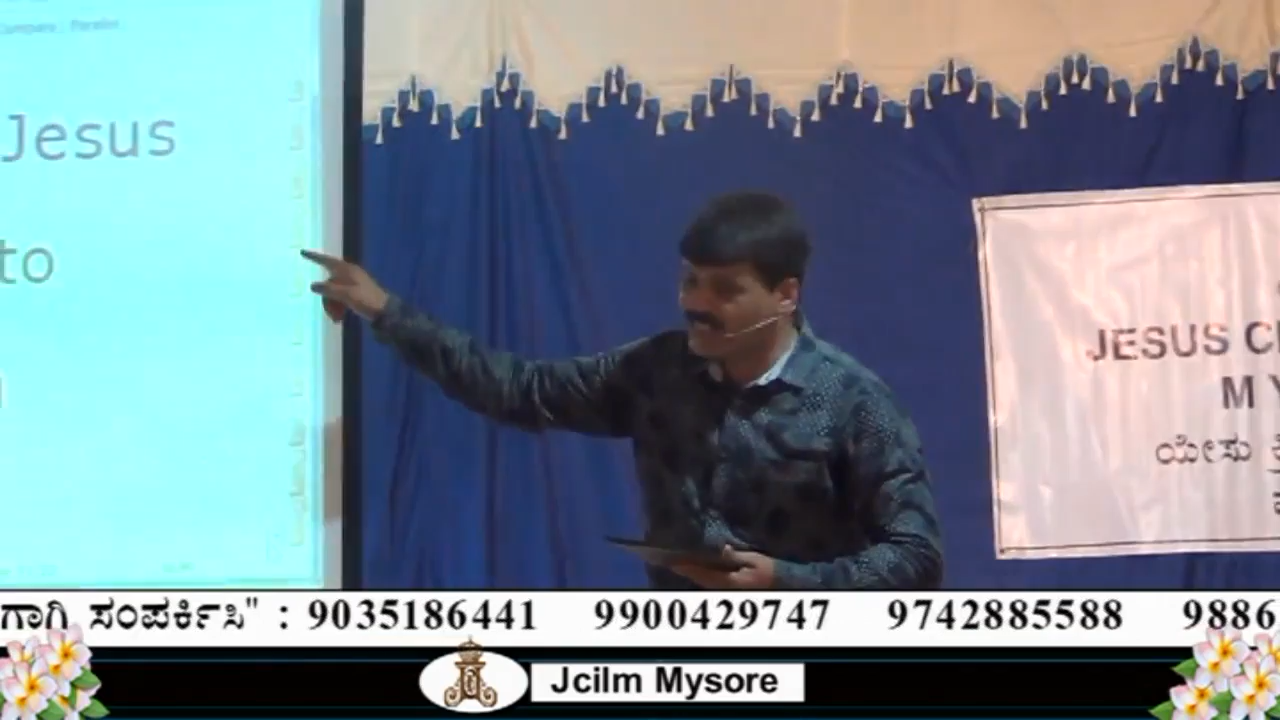 Jesus
to
JESUS
M
ಯೇಸು
ಗಾಗಿ ಸಂಪರ್ಕಿಸಿ" : 9035186441 9900429747 9742885588 9886
Jcilm Mysore